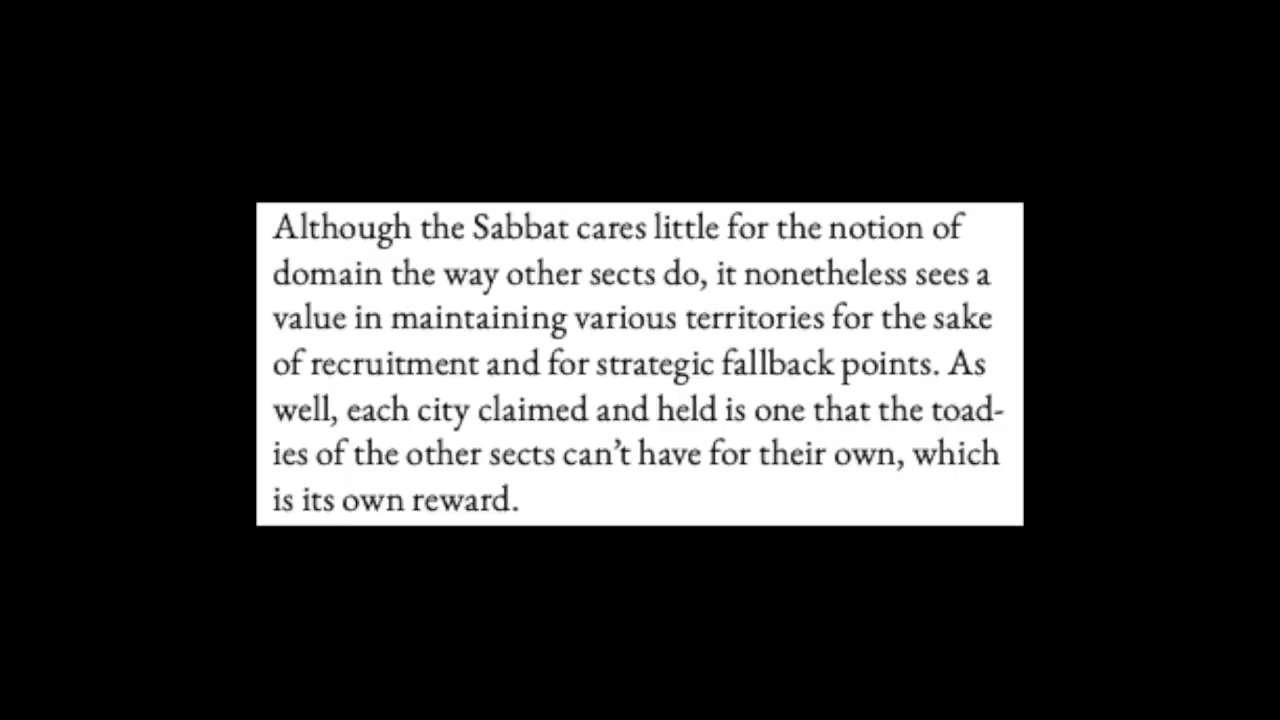 Although the Sabbat cares little for the notion of
domain the way other sects do, it nonetheless sees a
value in maintaining various territories for the sake
of recruitment and for strategic fallback points. As
well, each city claimed and held is one that the toad-
ies of the other sects can’t have for their own, which
is its own reward.